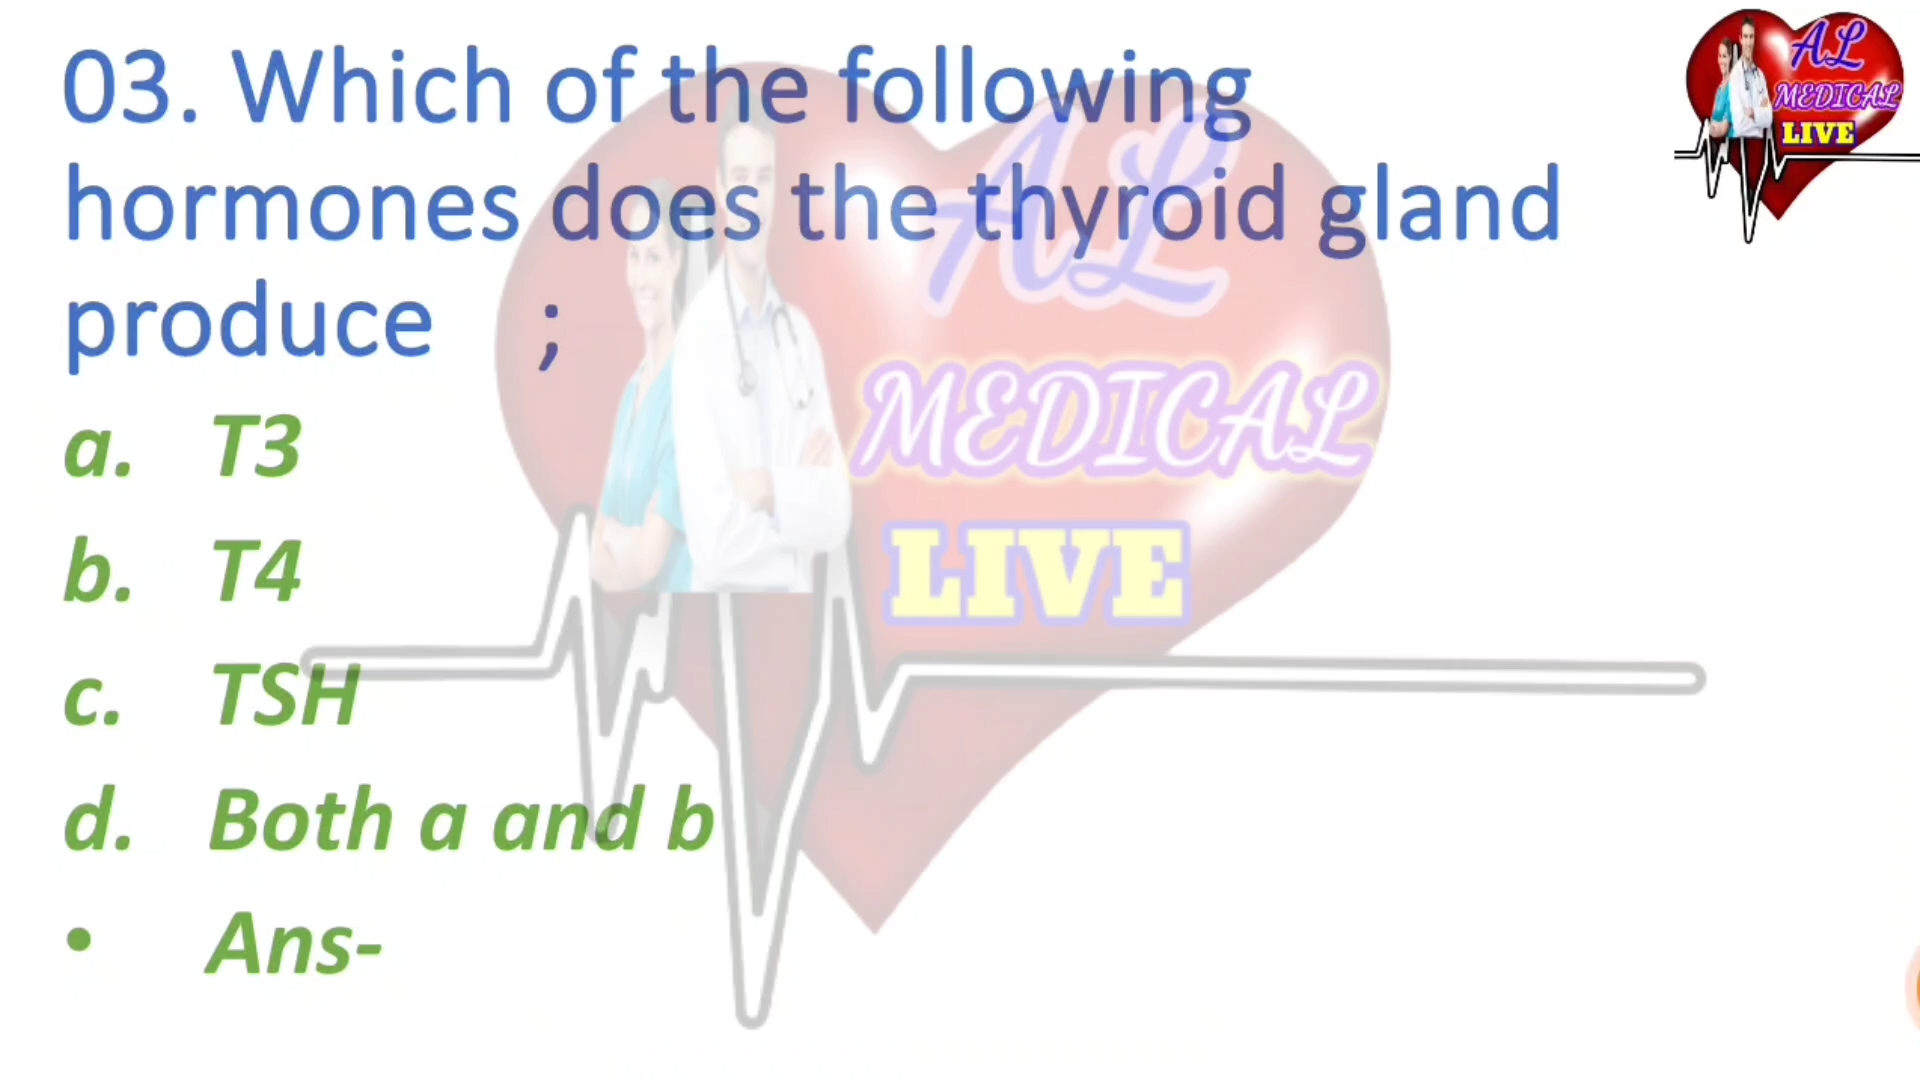 03. Which of the following
hormones does the thyroid gland
produce ;
a. T3
b. T4
c. TSH
d. Both a and b
• Ans-
AL
MEDICAL
LIVE
AL
MEDICAL
LIVE